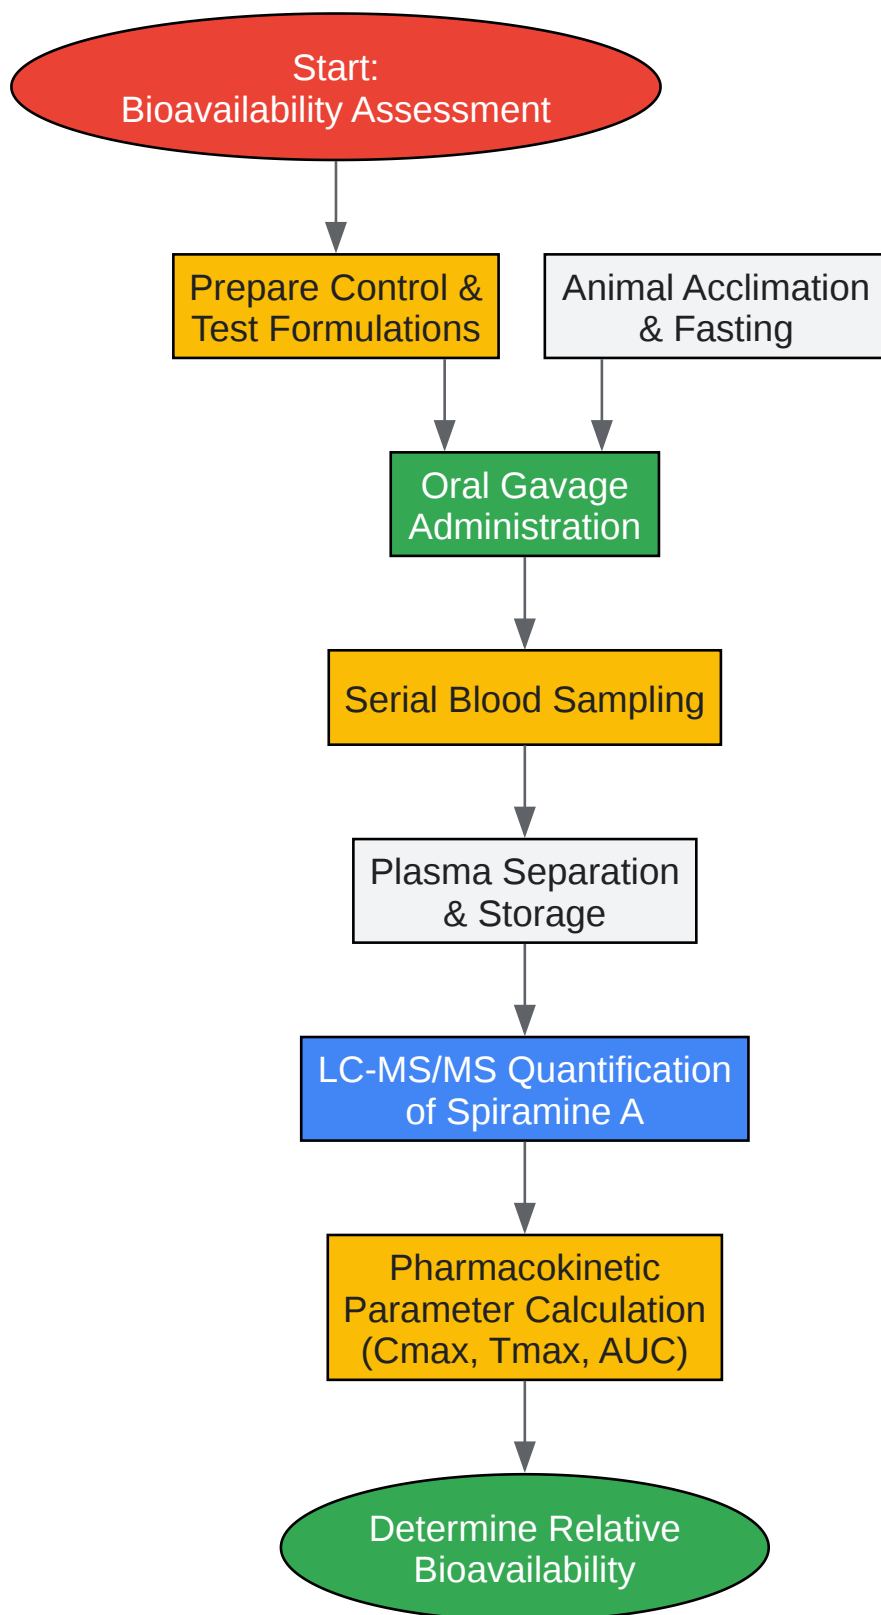 Start:
Bioavailability Assessment
Prepare Control &
Test Formulations
Animal Acclimation
& Fasting
Oral Gavage
Administration
Serial Blood Sampling
Plasma Separation
& Storage
LC-MS/MS Quantification
of Spiramine A
Pharmacokinetic
Parameter Calculation
(Cmax, Tmax, AUC)
Determine Relative
Bioavailability